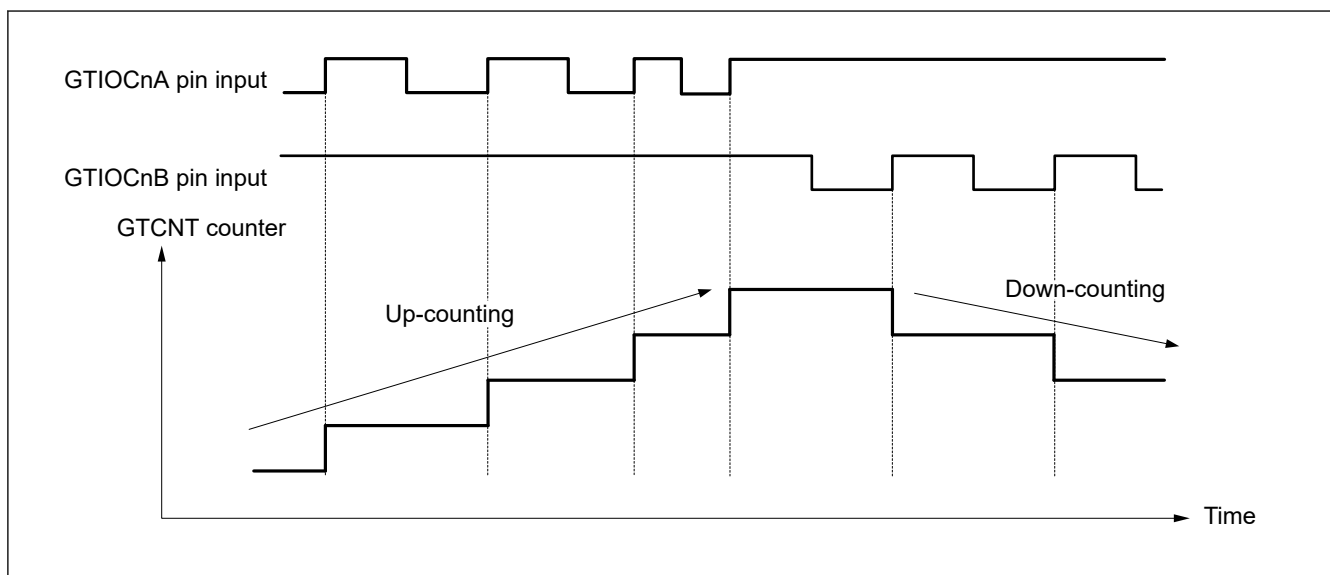 GTIOCnA pin input
GTIOCnB pin input
GTCNT counter
Up-counting
Down-counting
Time